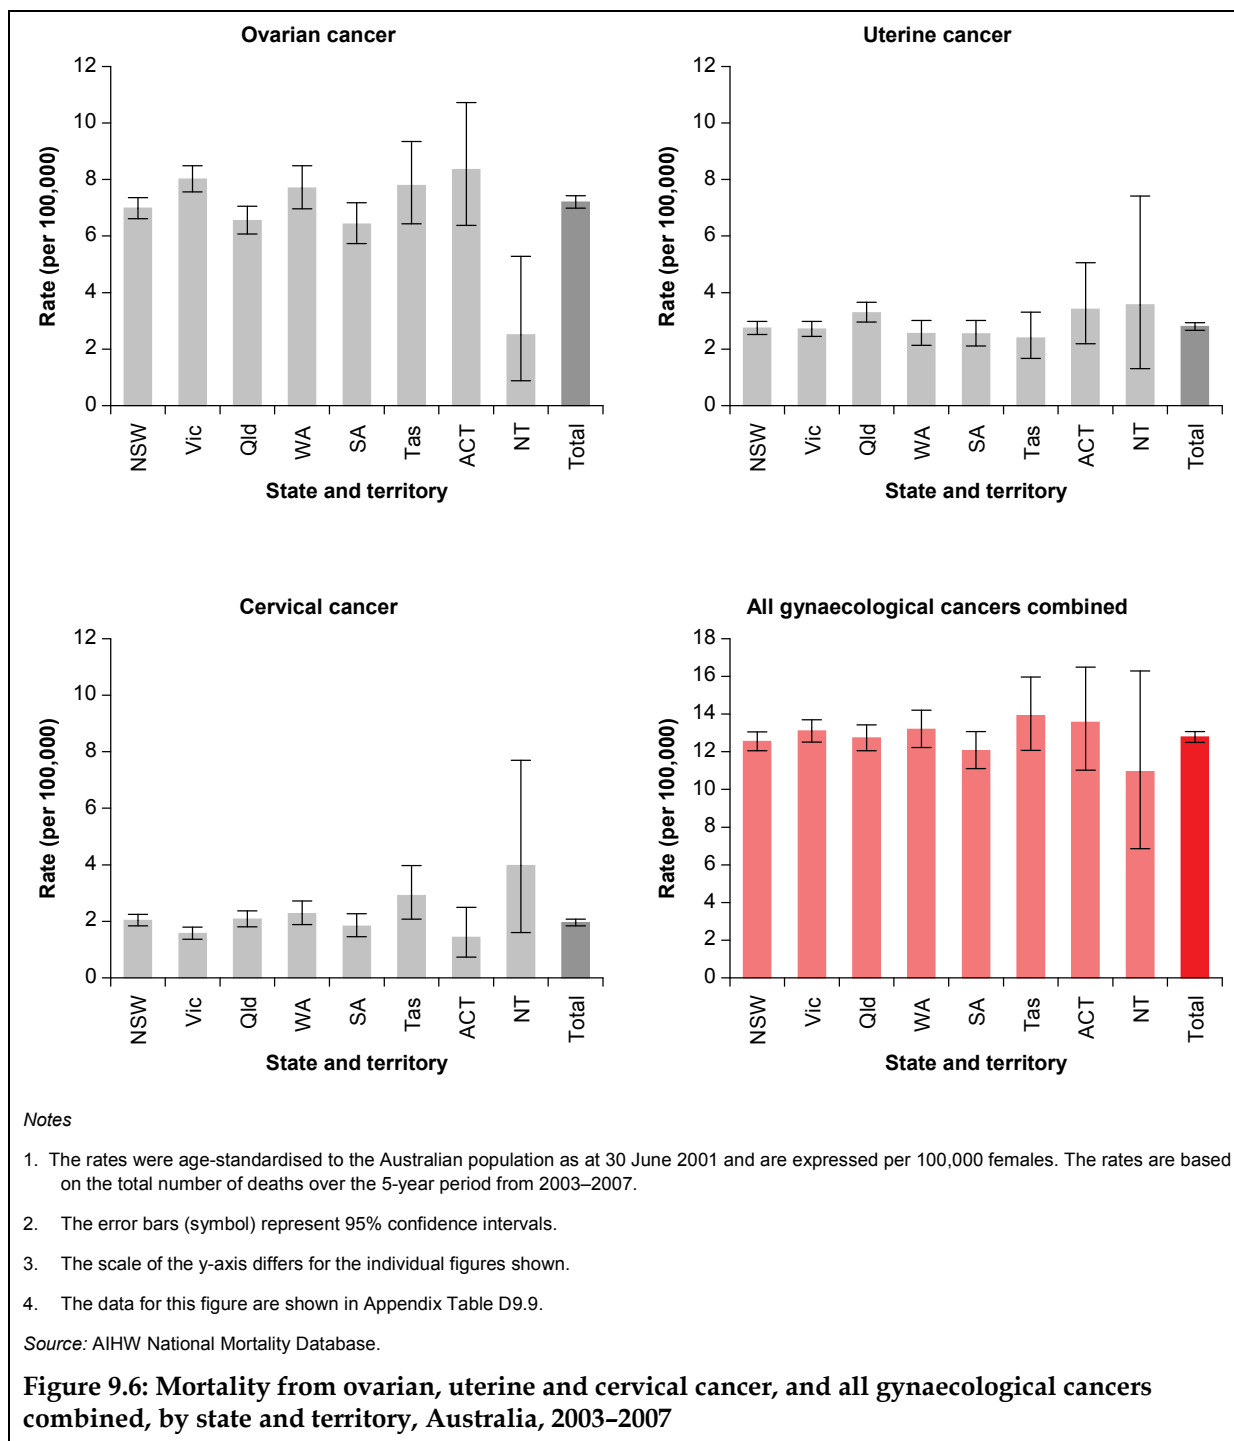 Ovarian cancer
12
10
8
6
4
2
0
Rate (per 100,000)
NSW
Vic
Qld
WA
SA
Tas
ACT
NT
Total
State and territory
Uterine cancer
12
10
8
6
4
2
0
Rate (per 100,000)
NSW
Vic
Qld
WA
SA
Tas
ACT
NT
Total
State and territory
Cervical cancer
12
10
8
6
4
2
0
Rate (per 100,000)
NSW
Vic
Qld
WA
SA
Tas
ACT
NT
Total
State and territory
All gynaecological cancers combined
18
16
14
12
10
8
6
4
2
0
Rate (per 100,000)
NSW
Vic
Qld
WA
SA
Tas
ACT
NT
Total
State and territory
Notes
1. The rates were age-standardised to the Australian population as at 30 June 2001 and are expressed per 100,000 females. The rates are based
on the total number of deaths over the 5-year period from 2003–2007.
2. The error bars (symbol) represent 95% confidence intervals.
3. The scale of the y-axis differs for the individual figures shown.
4. The data for this figure are shown in Appendix Table D9.9.
Source: AIHW National Mortality Database.
Figure 9.6: Mortality from ovarian, uterine and cervical cancer, and all gynaecological cancers
combined, by state and territory, Australia, 2003–2007